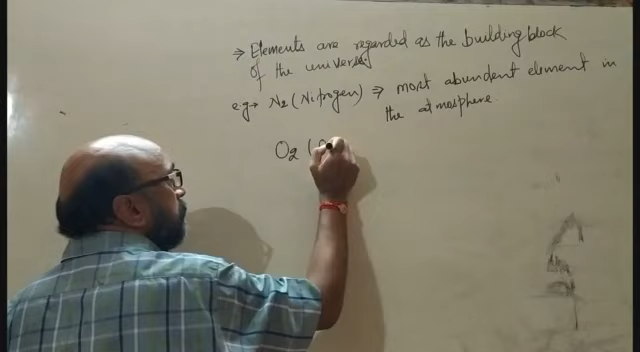 ⇒ Elements are regarded as the building block
of the universe.
e.g→ N2 (Nitrogen) ⇒ most abundent element in
the atmosphere.
O2 (